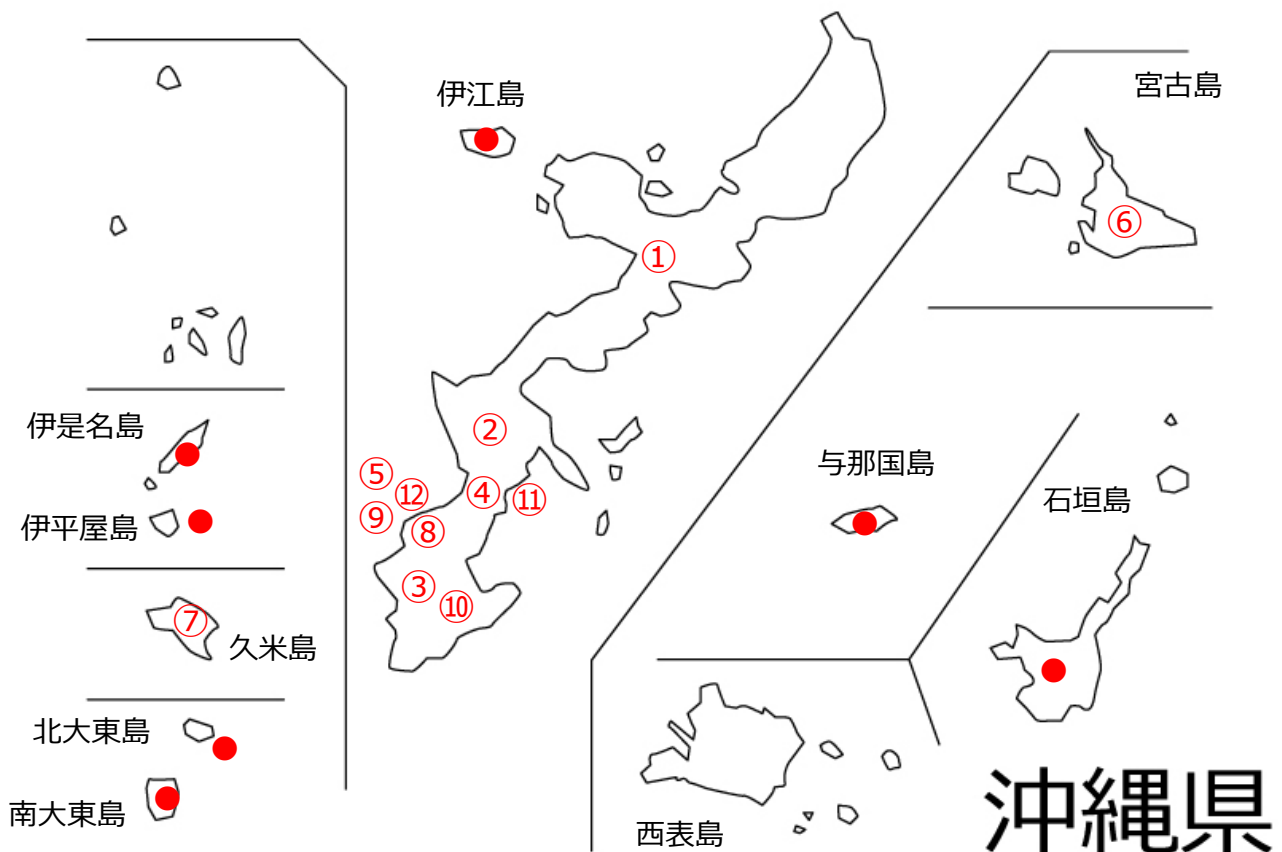 伊江島
宮古島
①
⑥
伊是名島
②
与那国島
石垣島
⑤
⑫
④
⑪
伊平屋島
⑨
⑧
③
⑩
⑦
久米島
北大東島
南大東島
西表島
沖縄県